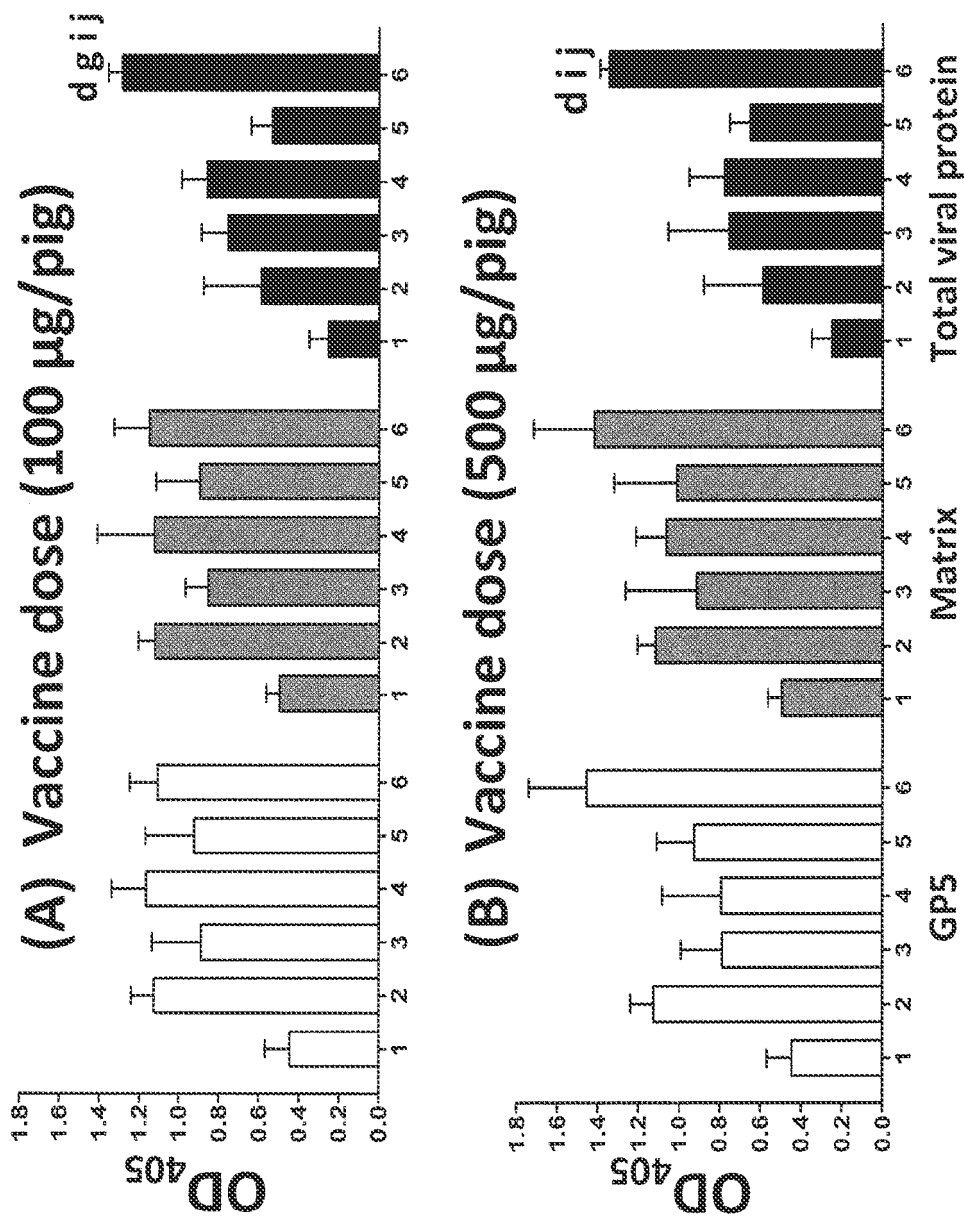 (A) Vaccine dose (100 µg/pig)
OD405
1.8
1.6
1.4
1.2
1.0
0.8
0.6
0.4
0.2
0.0
d g i j
1 2 3 4 5 6 1 2 3 4 5 6 1 2 3 4 5 6
(B) Vaccine dose (500 µg/pig)
OD405
1.8
1.6
1.4
1.2
1.0
0.8
0.6
0.4
0.2
0.0
d i j
1 2 3 4 5 6 1 2 3 4 5 6 1 2 3 4 5 6
GP5 Matrix Total viral protein